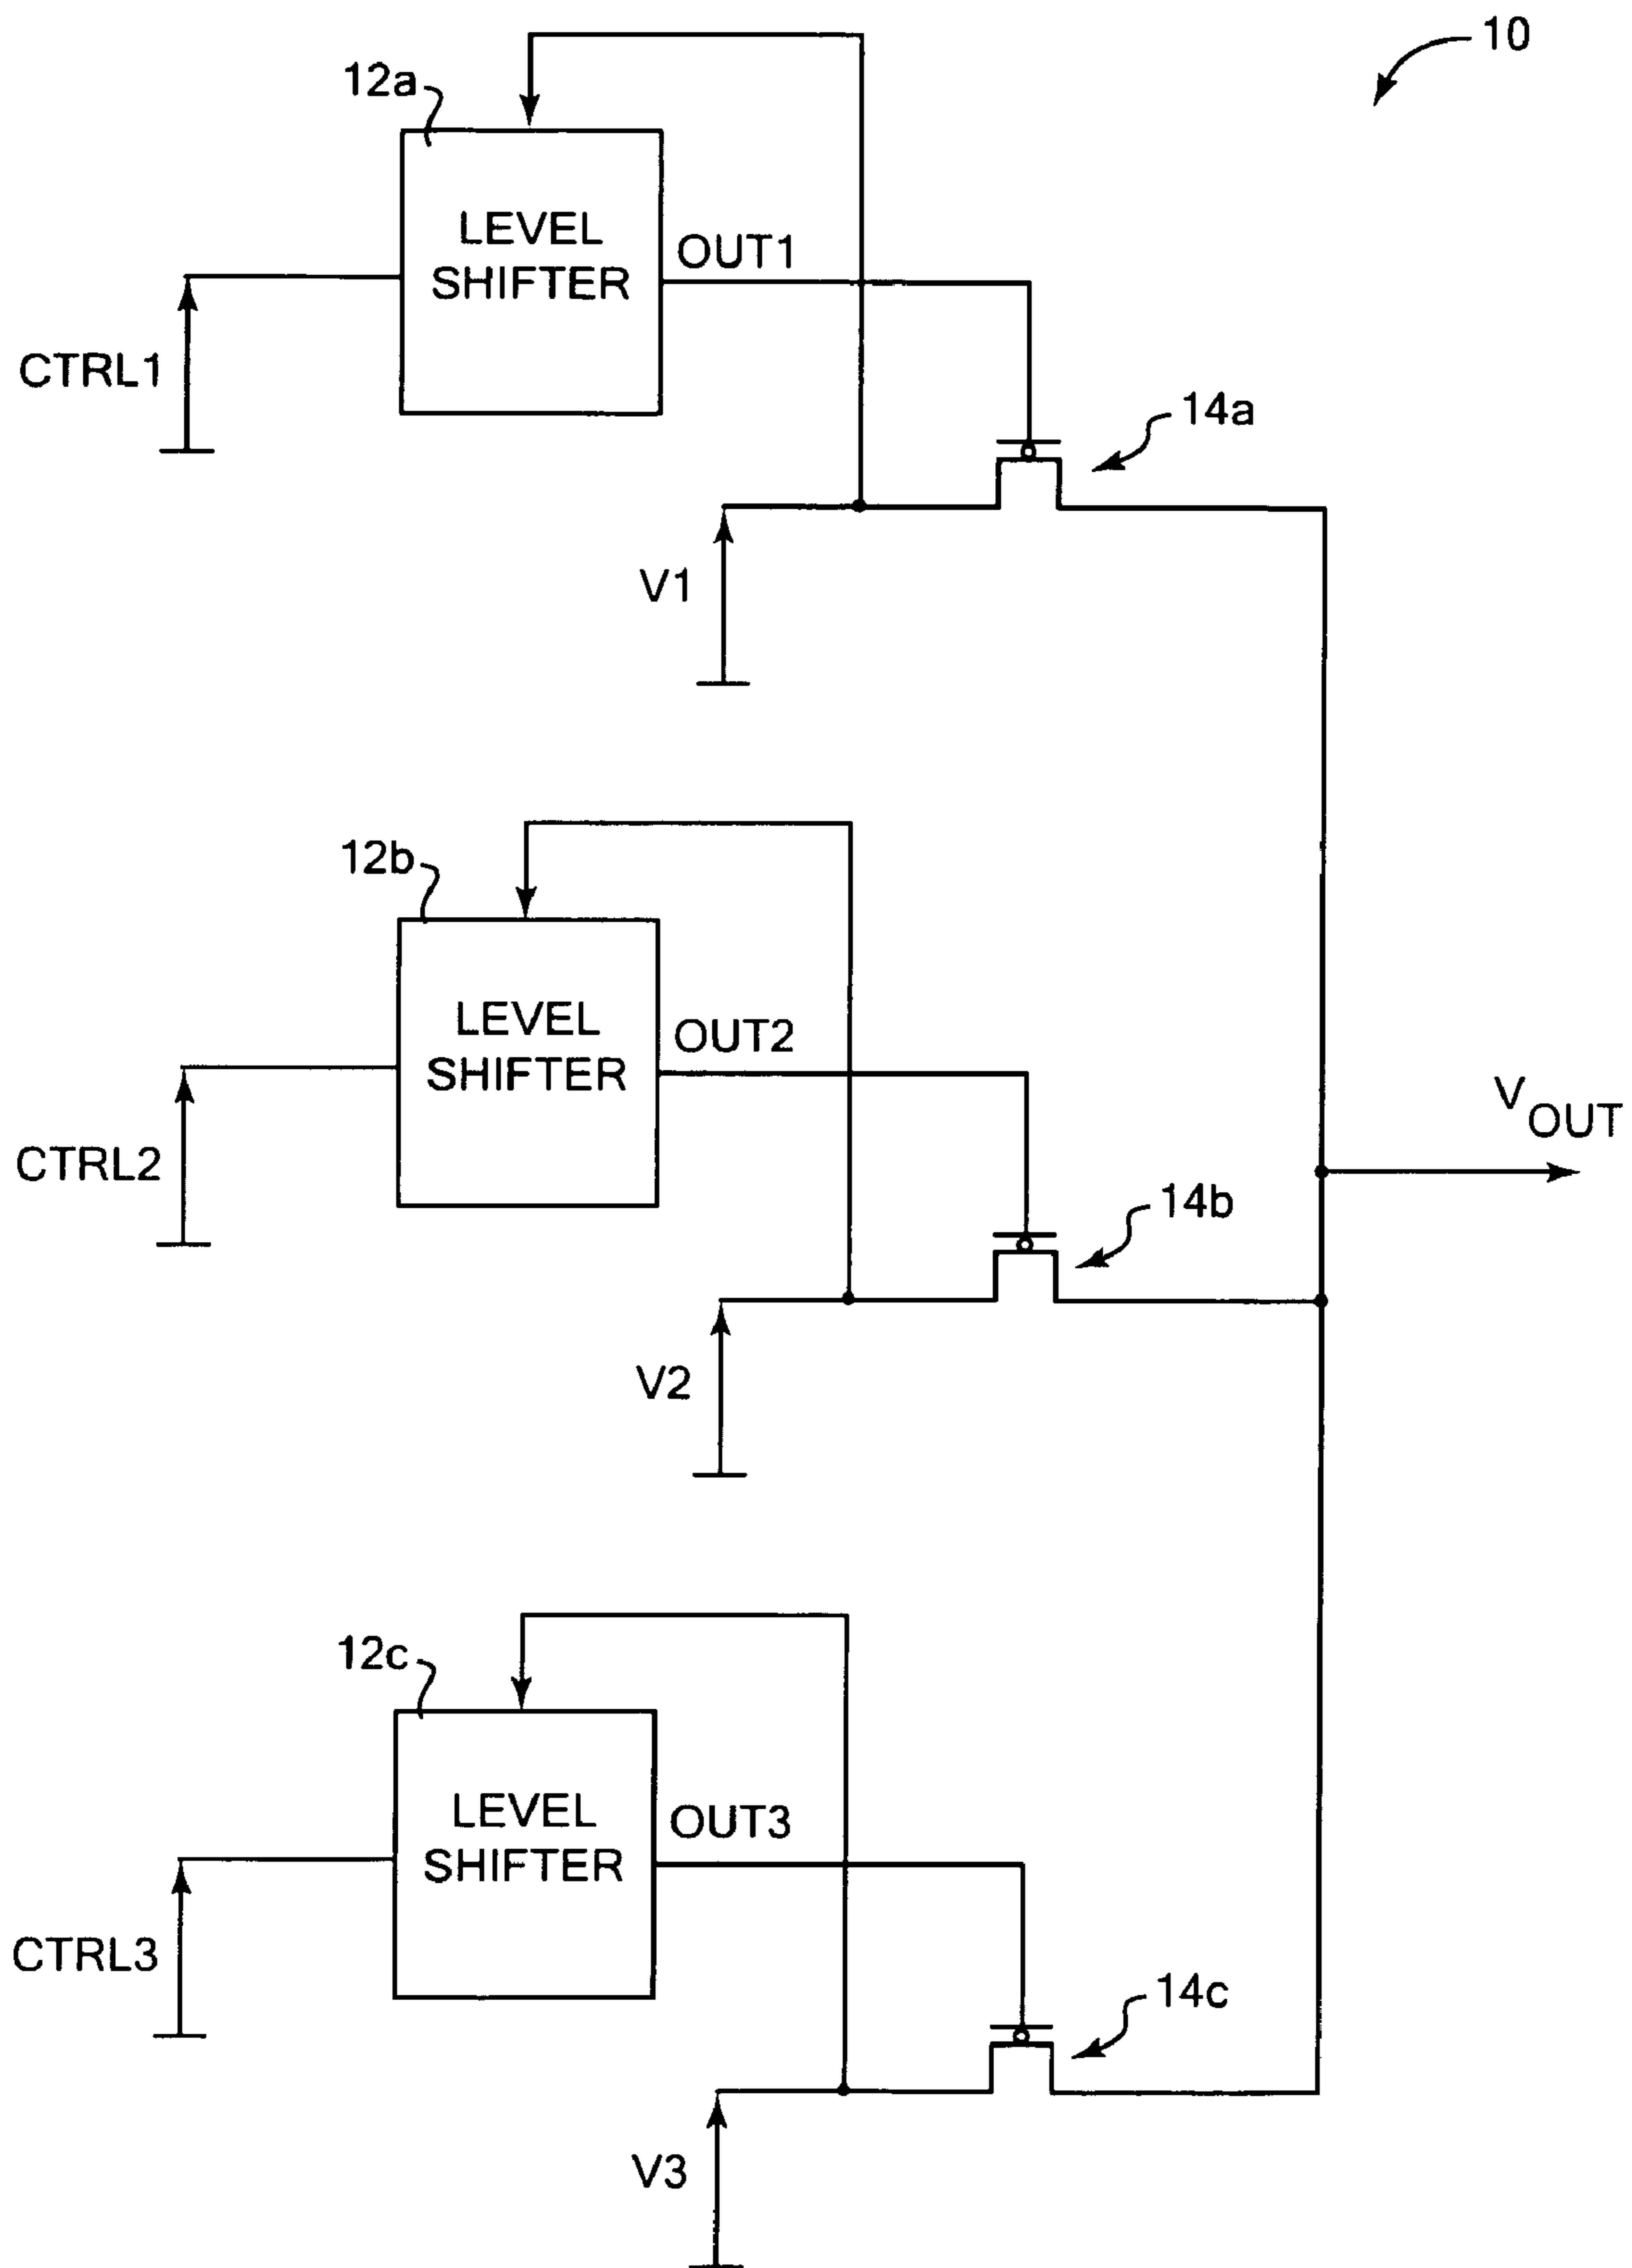 10
12a
LEVEL
SHIFTER
OUT1
CTRL1
14a
V1
12b
LEVEL
SHIFTER
OUT2
VOUT
CTRL2
14b
V2
12c
LEVEL
SHIFTER
OUT3
CTRL3
14c
V3